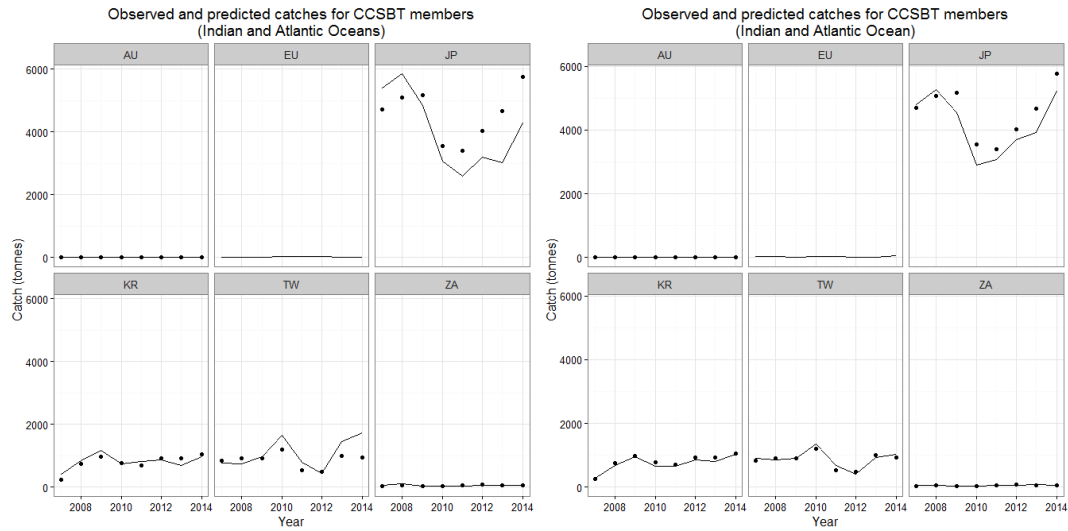 Observed and predicted catches for CCSBT members
(Indian and Atlantic Oceans)
AU EU JP
6000
4000
2000
0
KR TW ZA
6000
4000
2000
0
2008 2010 2012 2014 2008 2010 2012 2014 2008 2010 2012 2014
Year
Catch (tonnes)
Observed and predicted catches for CCSBT members
(Indian and Atlantic Ocean)
AU EU JP
6000
4000
2000
0
KR TW ZA
6000
4000
2000
0
2008 2010 2012 2014 2008 2010 2012 2014 2008 2010 2012 2014
Year
Catch (tonnes)